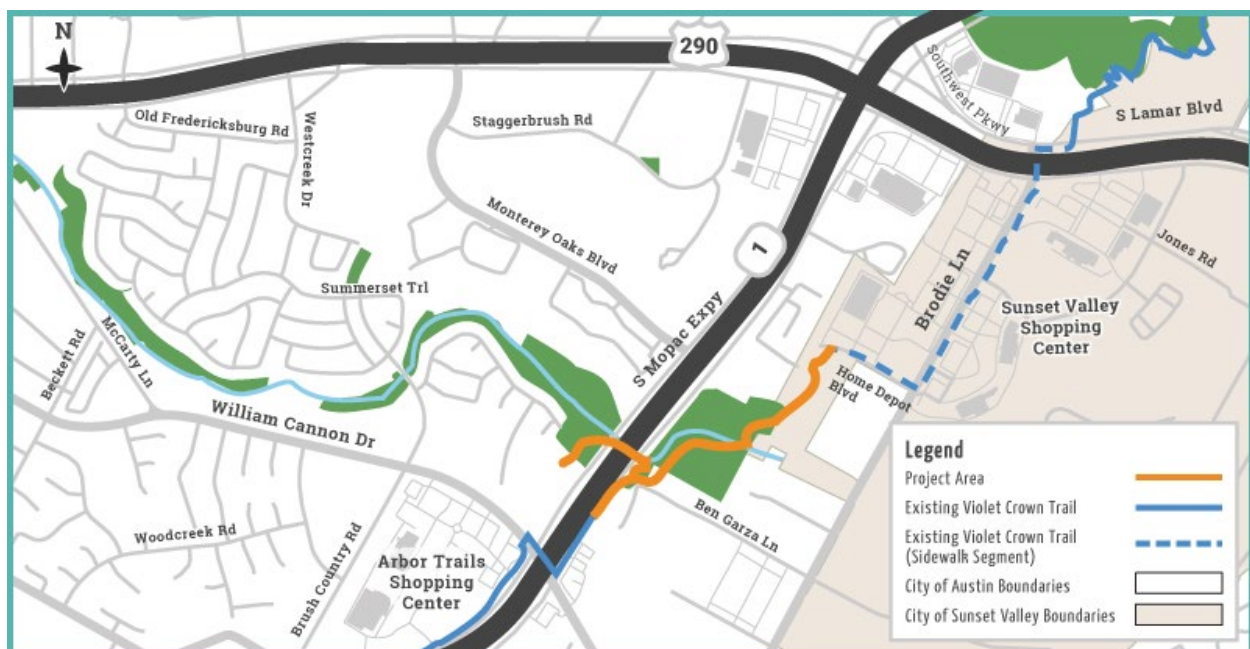 N
290
Southwest Pkwy
S Lamar Blvd
Old Fredericksburg Rd
Westcreek Dr
Staggerbrush Rd
Monterey Oaks Blvd
1
Jones Rd
Brodie Ln
Summerset Trl
Sunset Valley
Shopping
Center
S Mopac Expy
Beckett Rd
McCarty Ln
Home Depot
Blvd
William Cannon Dr
Ben Garza Ln
Woodcreek Rd
Brush Country Rd
Arbor Trails
Shopping
Center
Legend
Project Area
Existing Violet Crown Trail
Existing Violet Crown Trail
(Sidewalk Segment)
City of Austin Boundaries
City of Sunset Valley Boundaries